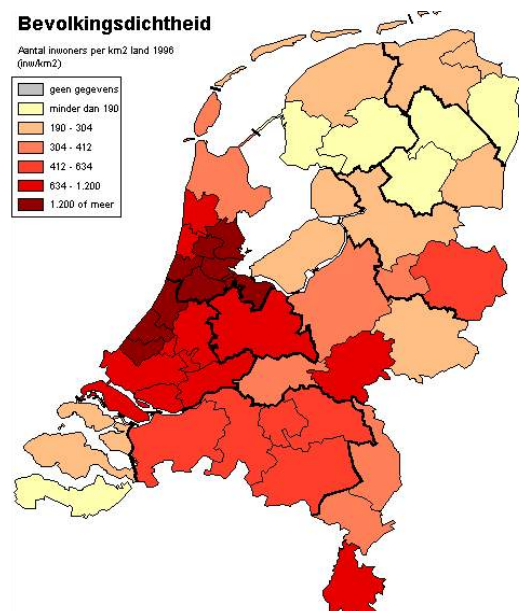 Bevolkingsdichtheid
Aantal inwoners per km2 land 1996
(inw/km2)
geen gegevens
minder dan 190
190 - 304
304 - 412
412 - 634
634 - 1.200
1.200 of meer